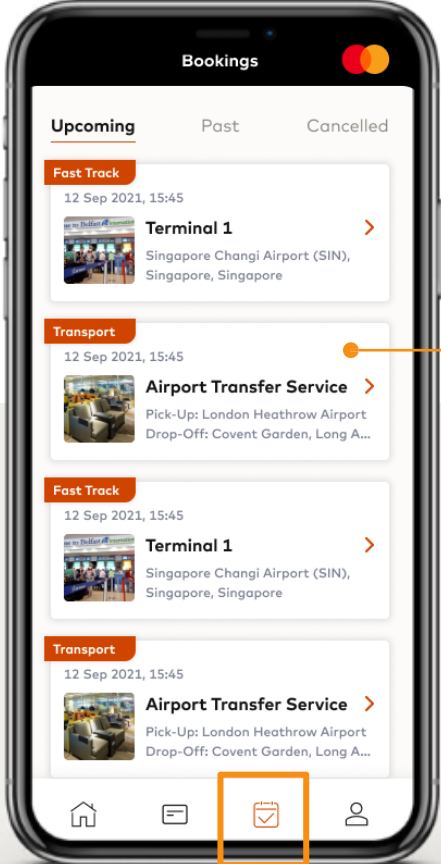 Bookings
Upcoming
Past
Cancelled
Fast Track
12 Sep 2021, 15:45
Terminal 1
Singapore Changi Airport (SIN),
Singapore, Singapore
Transport
12 Sep 2021, 15:45
Airport Transfer Service
Pick-Up: London Heathrow Airport
Drop-Off: Covent Garden, Long A...
Fast Track
12 Sep 2021, 15:45
Terminal 1
Singapore Changi Airport (SIN),
Singapore, Singapore
Transport
12 Sep 2021, 15:45
Airport Transfer Service
Pick-Up: London Heathrow Airport
Drop-Off: Covent Garden, Long A...